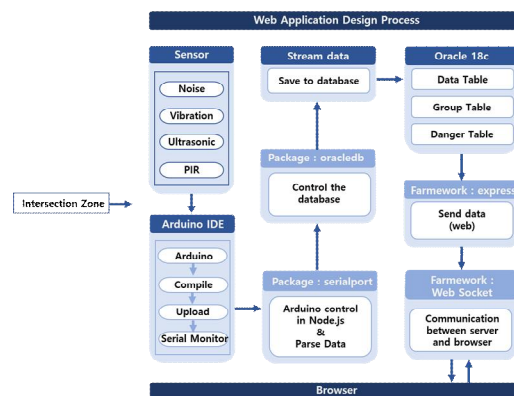 Web Application Design Process
Sensor
Noise
Vibration
Ultrasonic
PIR
Intersection Zone
Arduino IDE
Arduino
Compile
Upload
Serial Monitor
Stream data
Save to database
Package : oracledb
Control the
database
Package : serialport
Arduino control
in Node.js
&
Parse Data
Oracle 18c
Data Table
Group Table
Danger Table
Farmework : express
Send data
(web)
Farmework :
Web Socket
Communication
between server
and browser
Browser